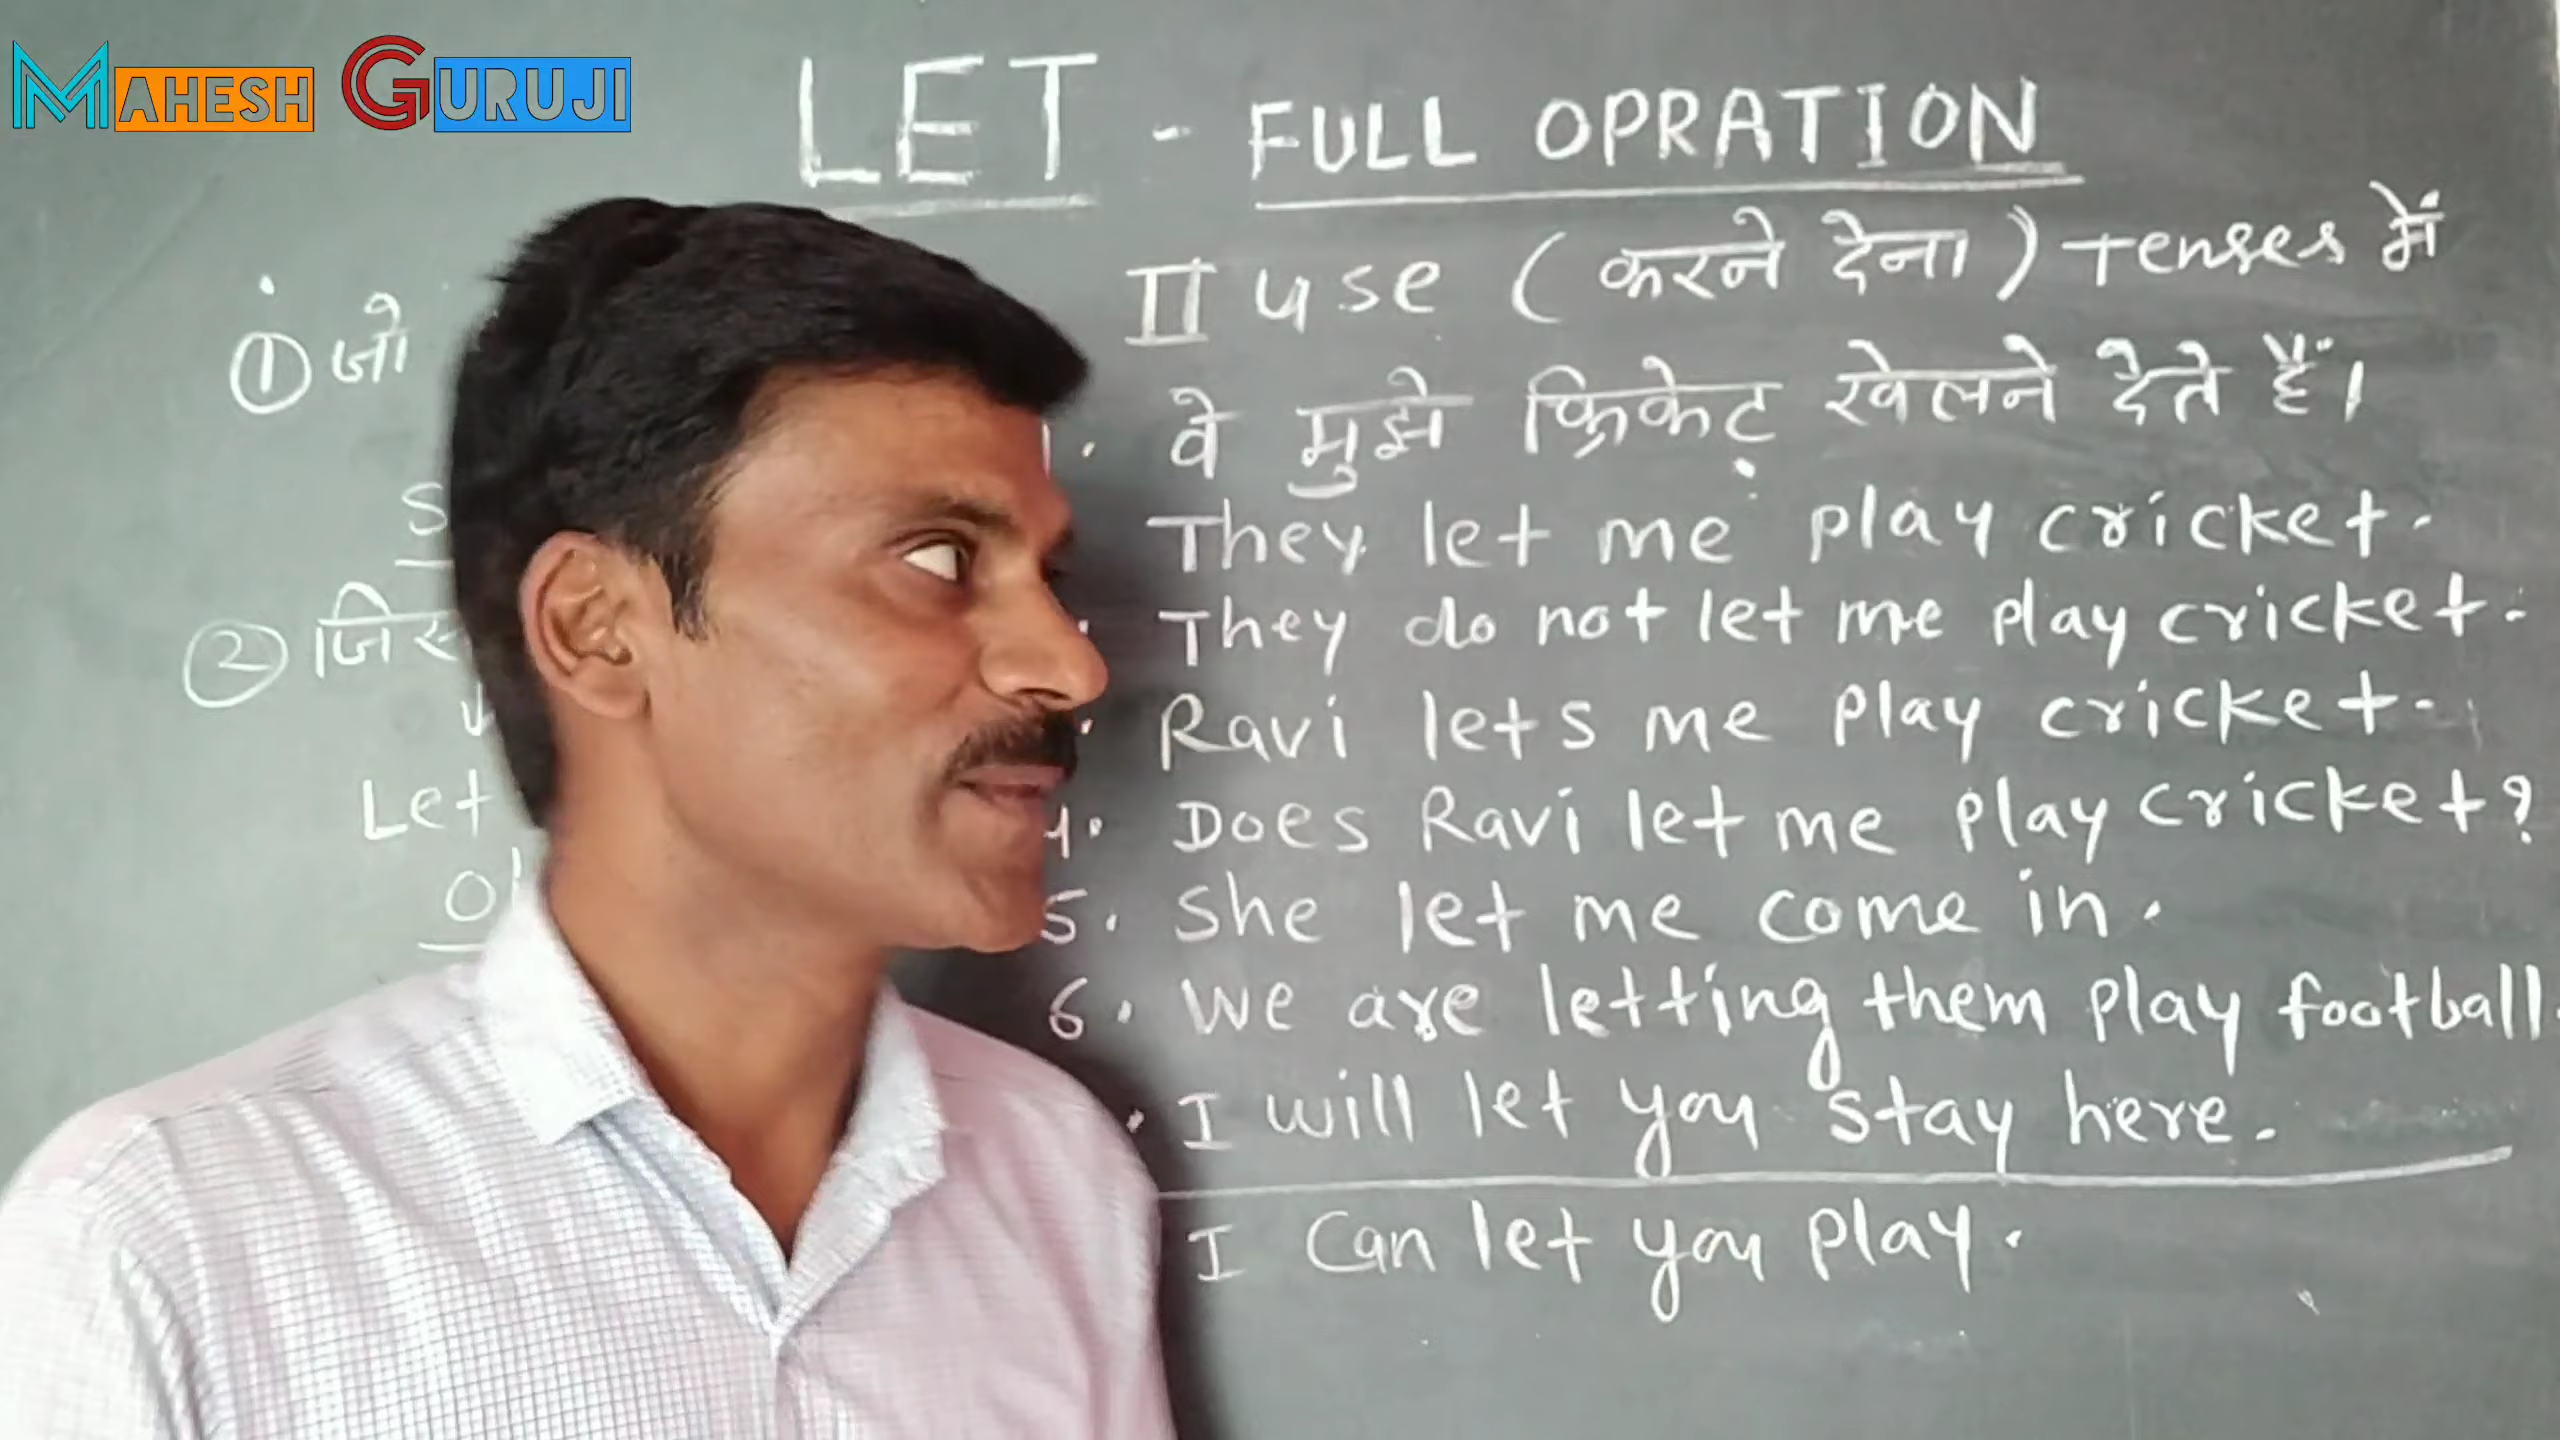 MAHESH GURUJI
LET - FULL OPRATION
① जो
S
② जिस
Let
II use (करने देना) tenses में
1. वे मुझे क्रिकेट खेलने देते हैं।
They let me play cricket.
They do not let me play cricket.
Ravi lets me play cricket.
4. Does Ravi let me play cricket?
5. She let me come in.
6. We are letting them play football.
I will let you stay here.
I can let you play.